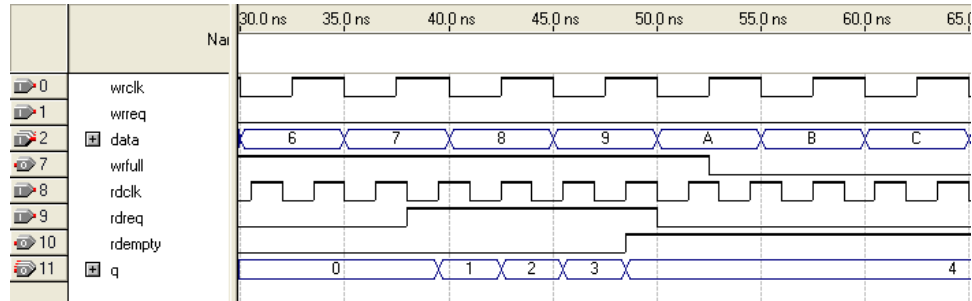 30.0 ns 35.0 ns 40.0 ns 45.0 ns 50.0 ns 55.0 ns 60.0 ns 65.
Nai
0 wrclk
1 wrreq
2 data 6 7 8 9 A B C
7 wrfull
8 rdclk
9 rdreq
10 rdempty
11 q 0 1 2 3 4